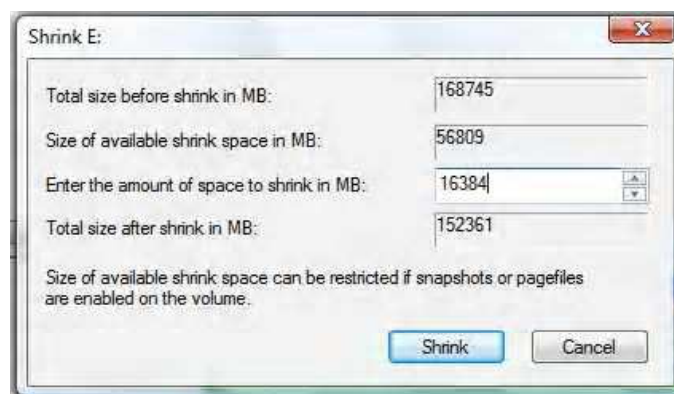 Shrink E:
Total size before shrink in MB: 168745
Size of available shrink space in MB: 56809
Enter the amount of space to shrink in MB: 16384
Total size after shrink in MB: 152361
Size of available shrink space can be restricted if snapshots or pagefiles
are enabled on the volume.
Shrink Cancel